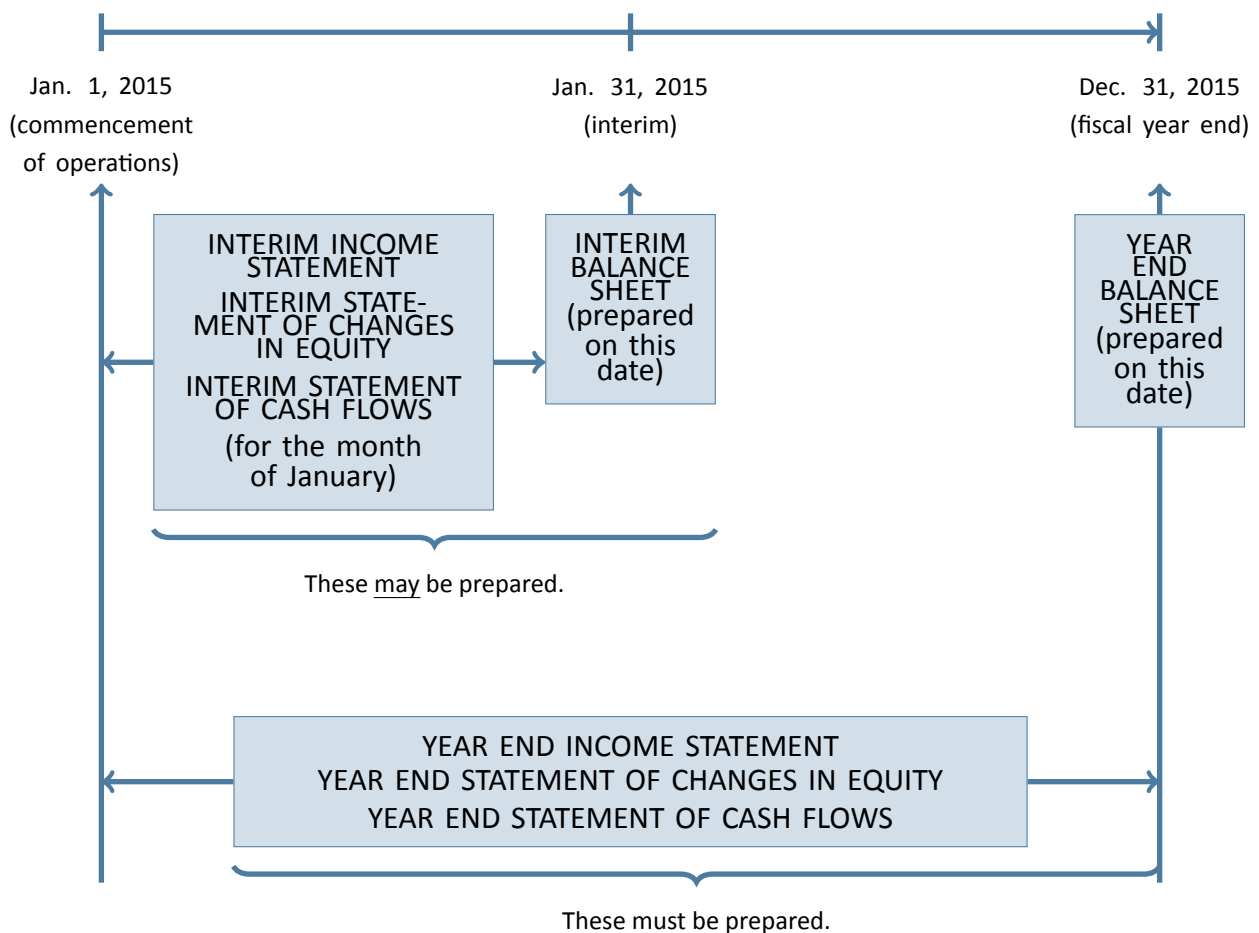 Jan. 1, 2015
(commencement
of operations)
Jan. 31, 2015
(interim)
Dec. 31, 2015
(fiscal year end)
INTERIM INCOME
STATEMENT
INTERIM STATE-
MENT OF CHANGES
IN EQUITY
INTERIM STATEMENT
OF CASH FLOWS
(for the month
of January)
INTERIM
BALANCE
SHEET
(prepared
on this
date)
YEAR
END
BALANCE
SHEET
(prepared
on this
date)
These may be prepared.
YEAR END INCOME STATEMENT
YEAR END STATEMENT OF CHANGES IN EQUITY
YEAR END STATEMENT OF CASH FLOWS
These must be prepared.